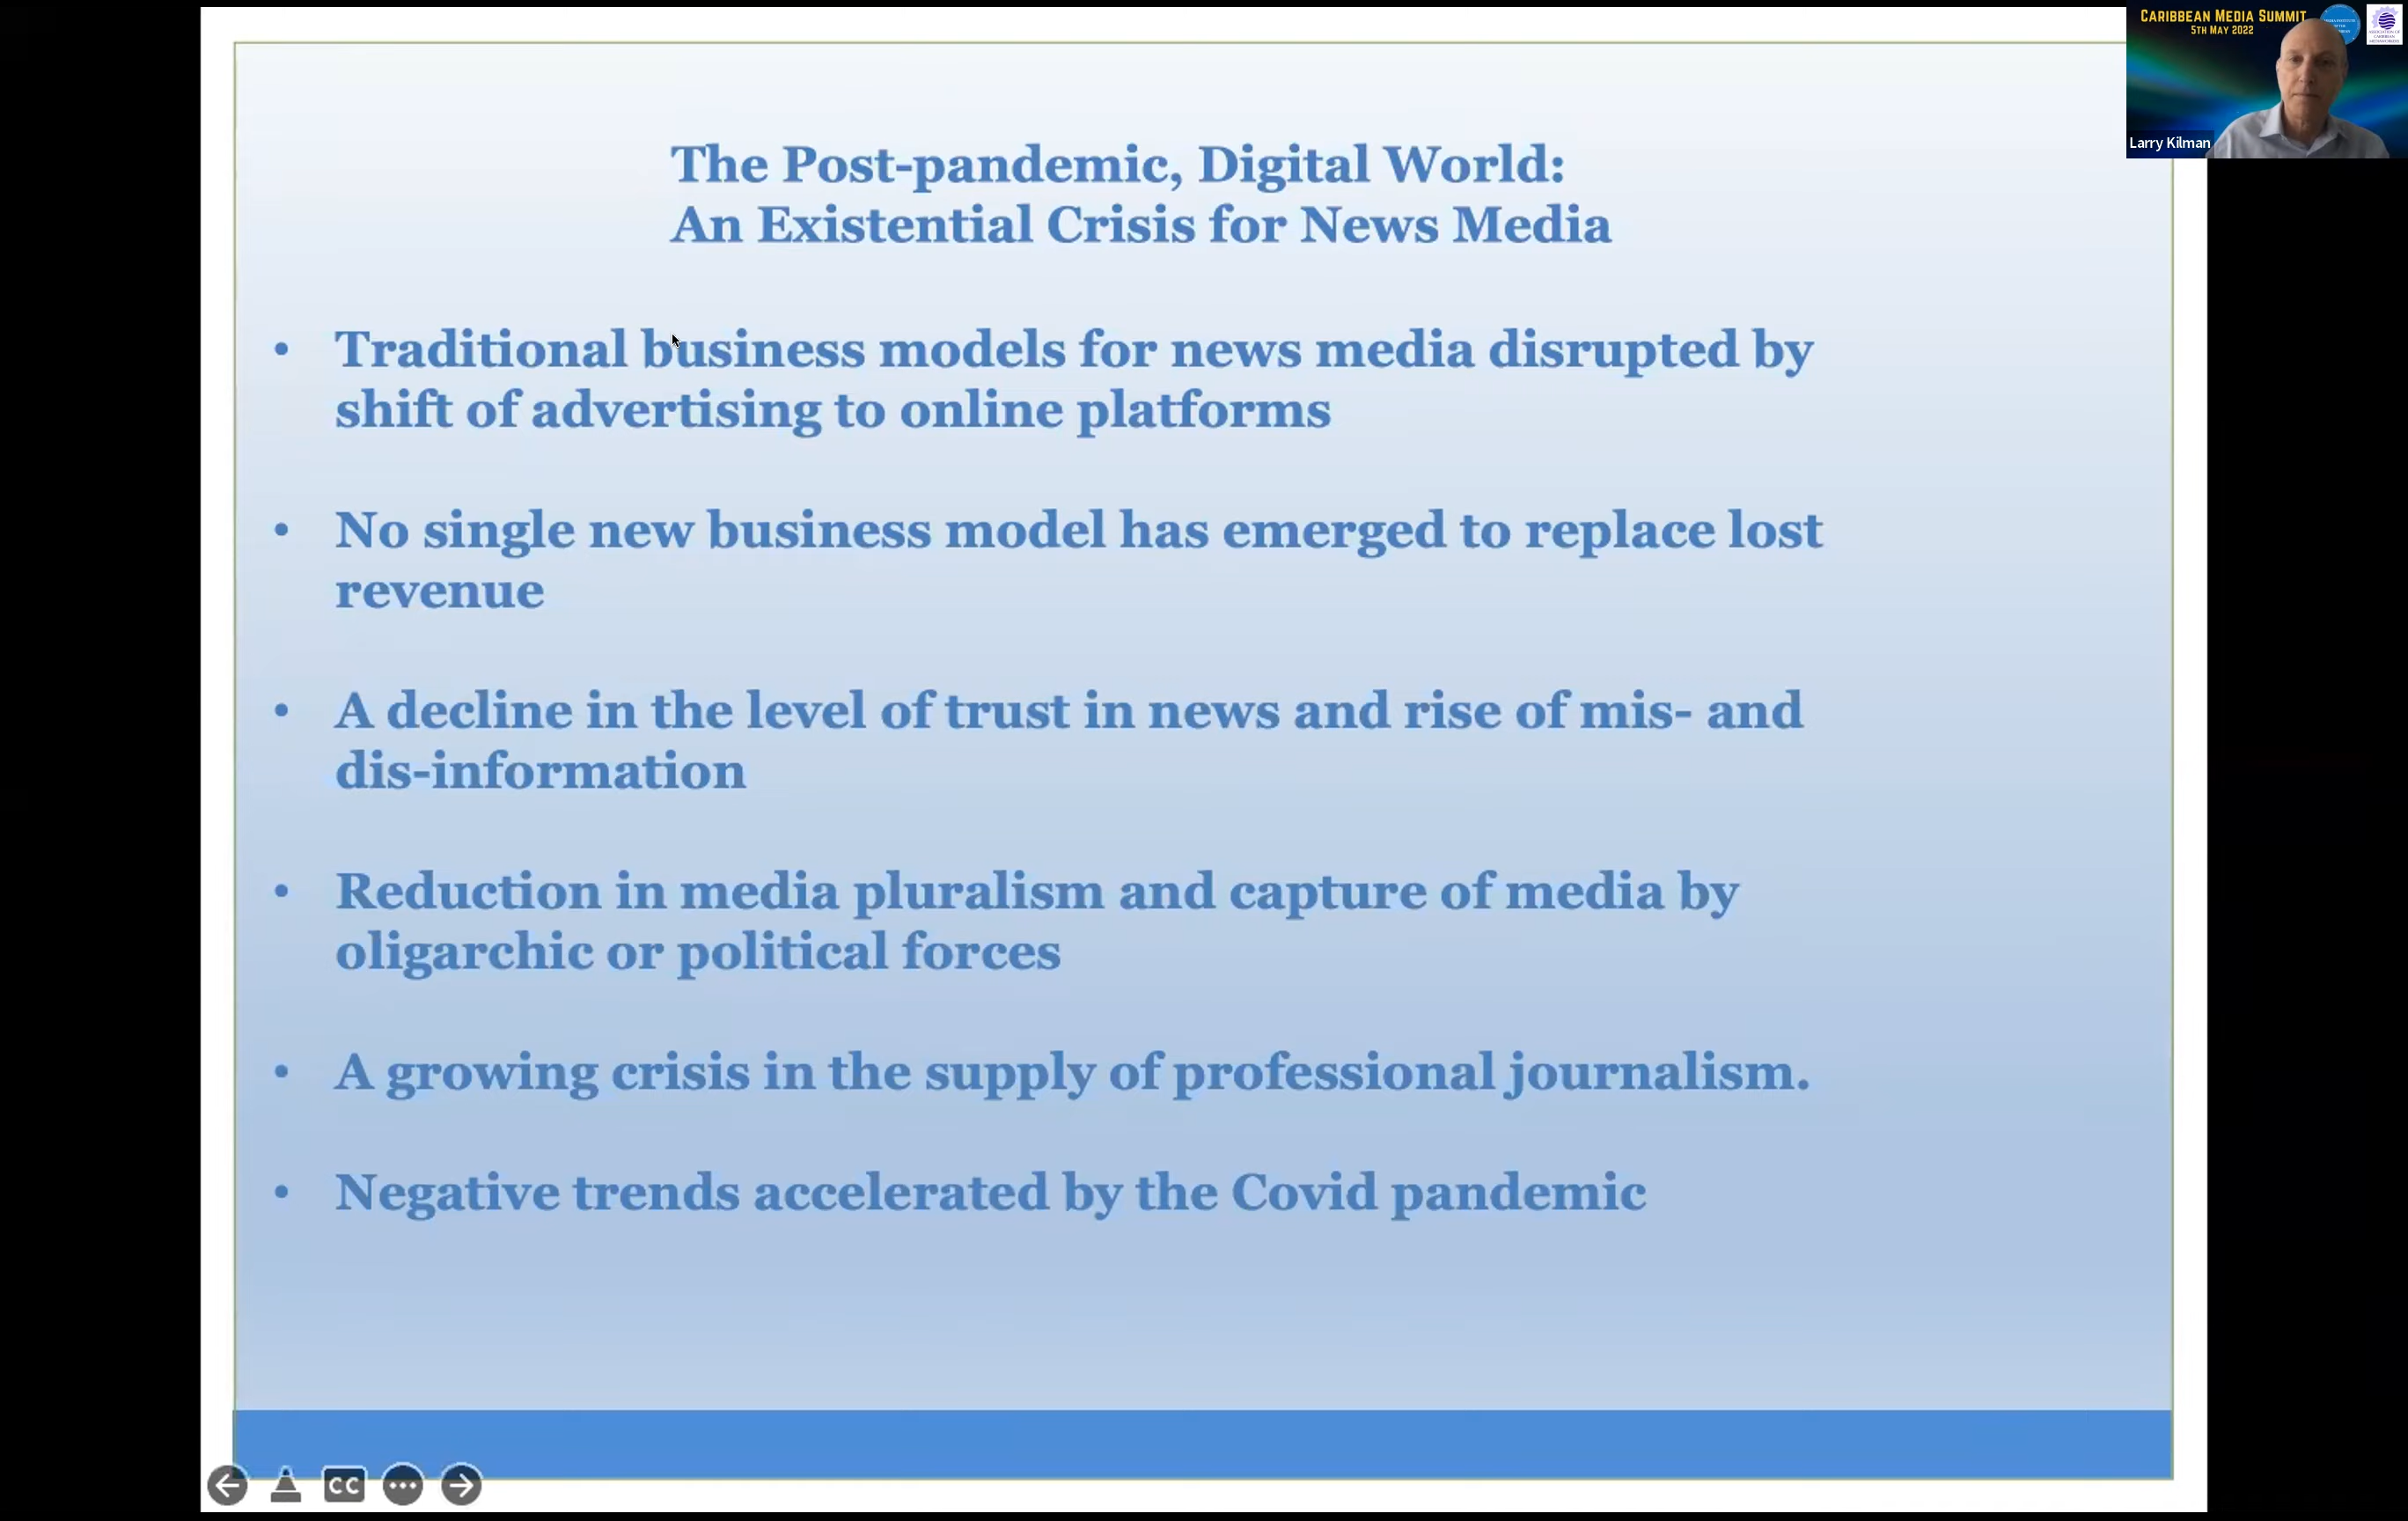 CARIBBEAN MEDIA SUMMIT
5TH MAY 2022
Larry Kilman
The Post-pandemic, Digital World:
An Existential Crisis for News Media
• Traditional business models for news media disrupted by
shift of advertising to online platforms
• No single new business model has emerged to replace lost
revenue
• A decline in the level of trust in news and rise of mis- and
dis-information
• Reduction in media pluralism and capture of media by
oligarchic or political forces
• A growing crisis in the supply of professional journalism.
• Negative trends accelerated by the Covid pandemic
CC